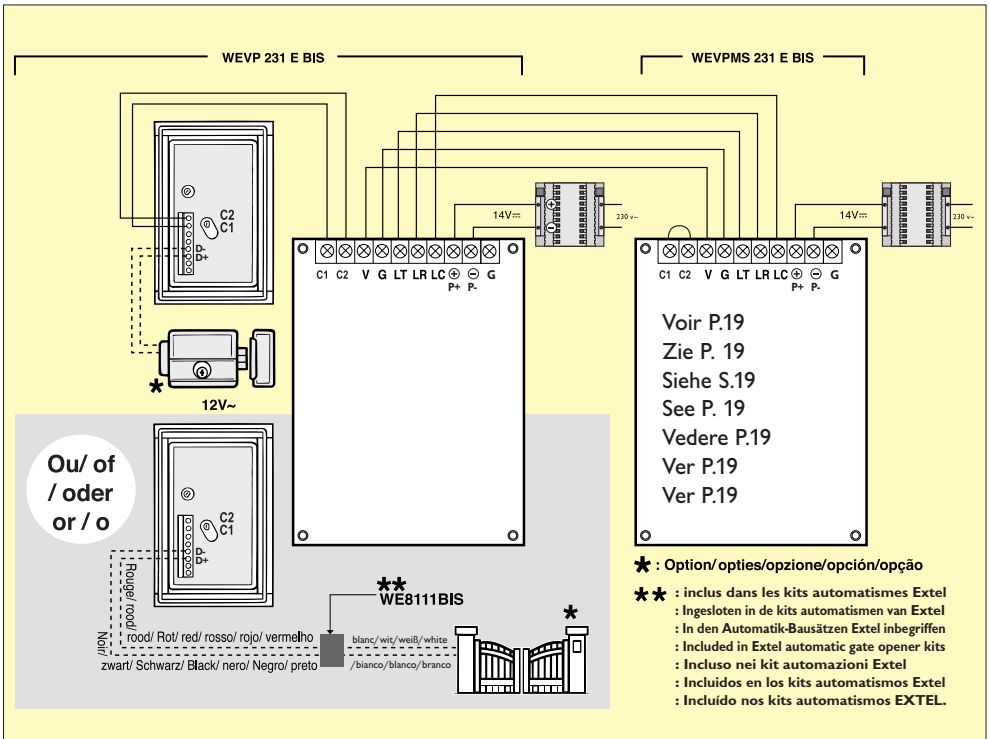 WEVP 231 E BIS
WEVPMS 231 E BIS
C2
C1
D-
D+
12V~
14V⎓
230 v~
14V⎓
230 v~
C1 C2 V G LT LR LC ⊕ ⊖ G
P+ P-
C1 C2 V G LT LR LC ⊕ ⊖ G
P+ P-
Voir P.19
Zie P. 19
Siehe S.19
See P. 19
Vedere P.19
Ver P.19
Ver P.19
Ou/ of
/ oder
or / o
C2
C1
D-
D+
WE8111BIS
Rouge/ rood/
rood/ Rot/ red/ rosso/ rojo/ vermelho
Noir/
zwart/ Schwarz/ Black/ nero/ Negro/ preto
blanc/wit/weiß/white
/bianco/blanco/branco
* : Option/ opties/opzione/opción/opção
** : inclus dans les kits automatismes Extel
: Ingesloten in de kits automatismen van Extel
: In den Automatik-Bausätzen Extel inbegriffen
: Included in Extel automatic gate opener kits
: Incluso nei kit automazioni Extel
: Incluidos en los kits automatismos Extel
: Incluído nos kits automatismos EXTEL.